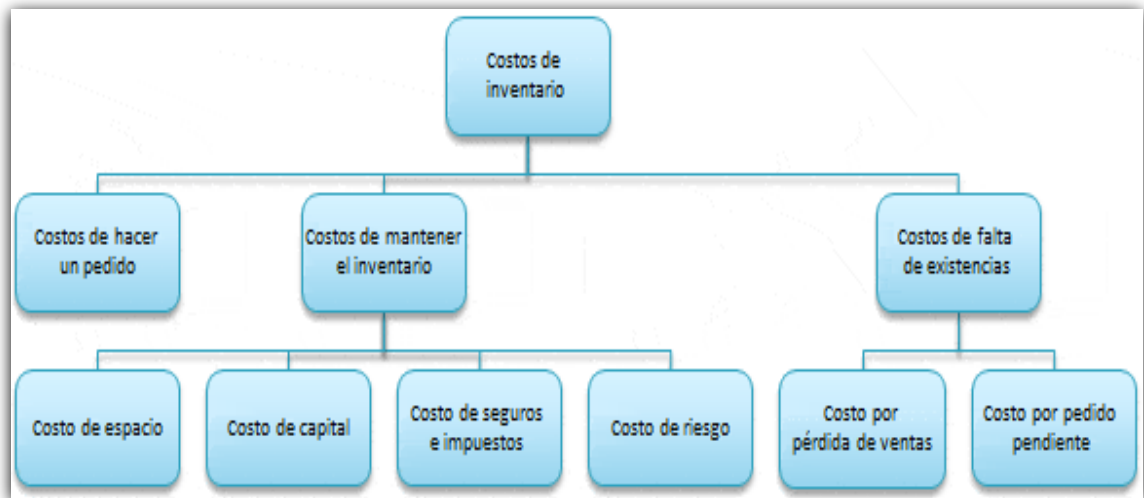 Costos de
inventario
Costos de hacer
un pedido
Costos de mantener
el inventario
Costos de falta
de existencias
Costo de espacio
Costo de capital
Costo de seguros
e impuestos
Costo de riesgo
Costo por
pérdida de ventas
Costo por pedido
pendiente